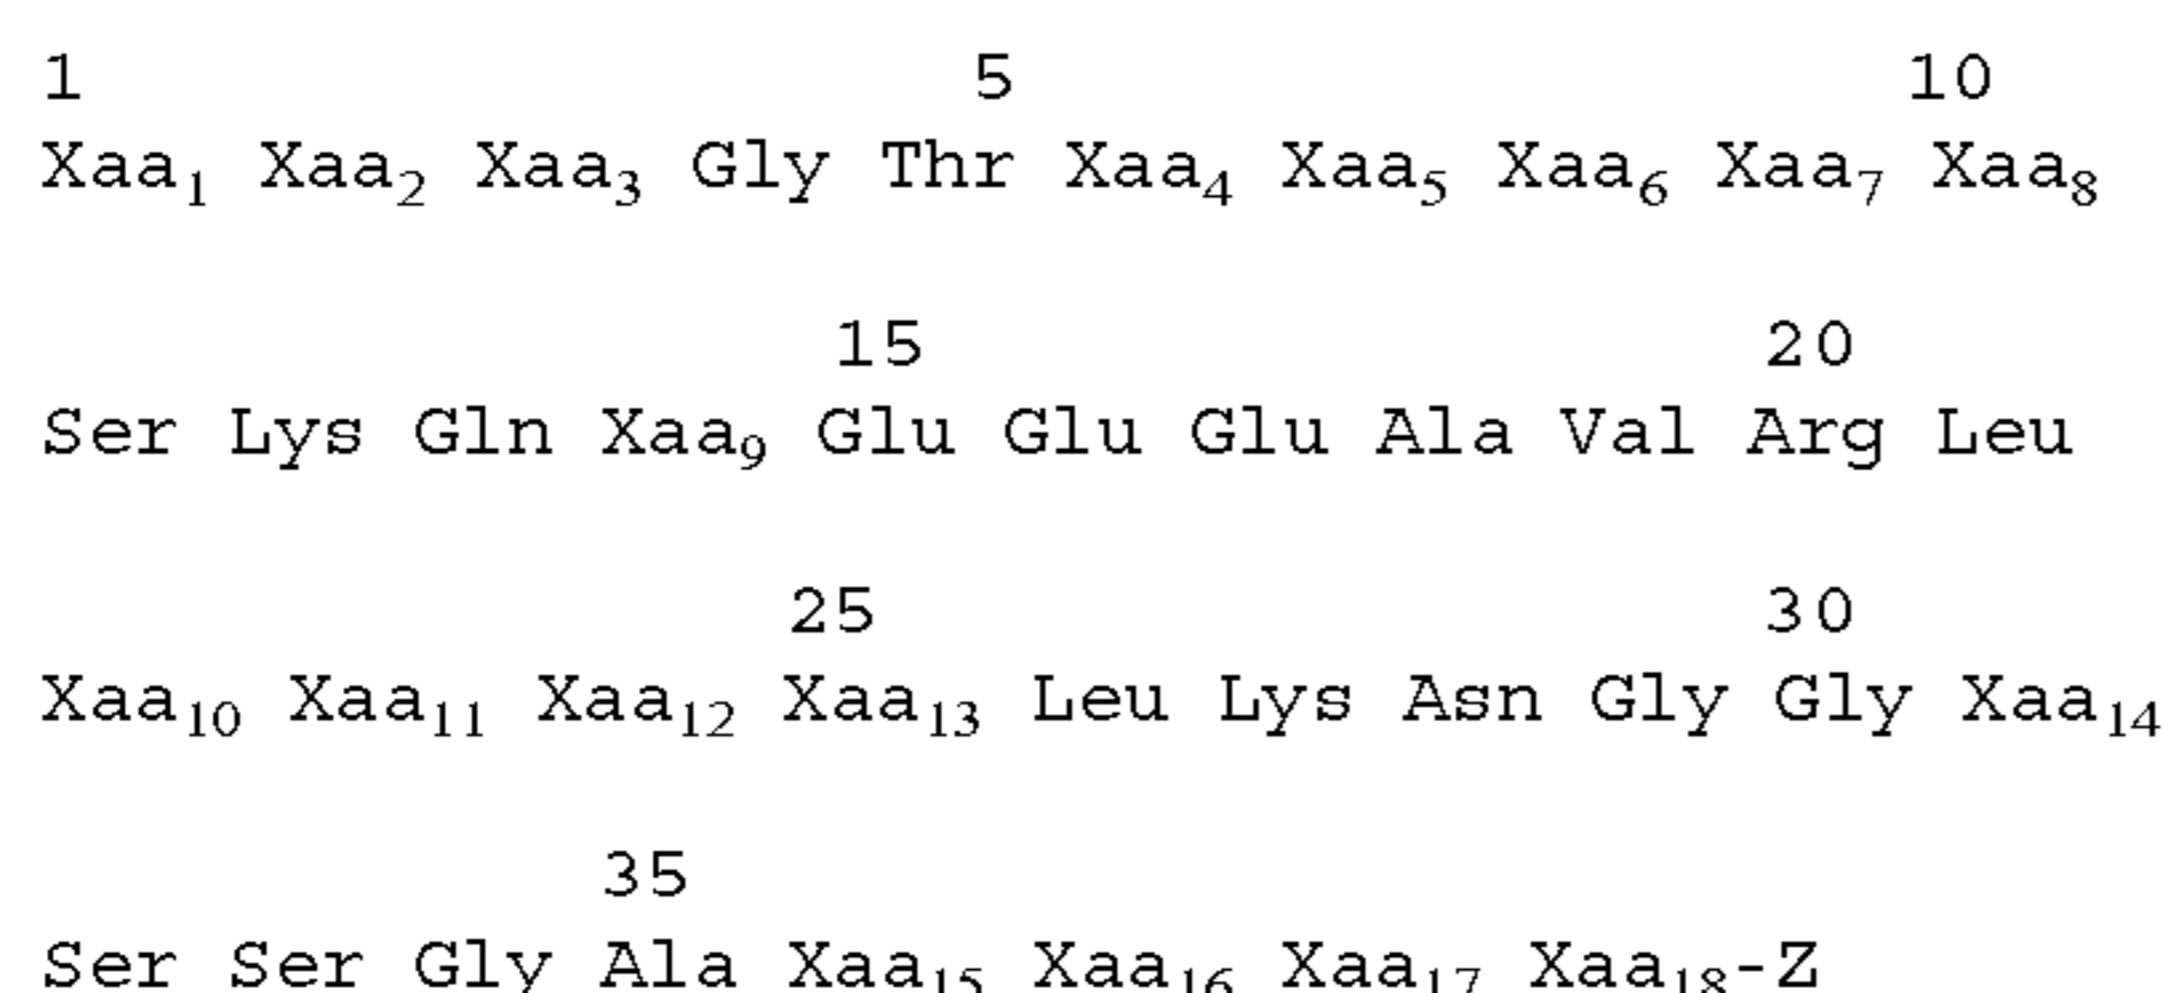 1 5 10
Xaa₁ Xaa₂ Xaa₃ Gly Thr Xaa₄ Xaa₅ Xaa₆ Xaa₇ Xaa₈
15 20
Ser Lys Gln Xaa₉ Glu Glu Glu Ala Val Arg Leu
25 30
Xaa₁₀ Xaa₁₁ Xaa₁₂ Xaa₁₃ Leu Lys Asn Gly Gly Xaa₁₄
35
Ser Ser Gly Ala Xaa₁₅ Xaa₁₆ Xaa₁₇ Xaa₁₈-Z